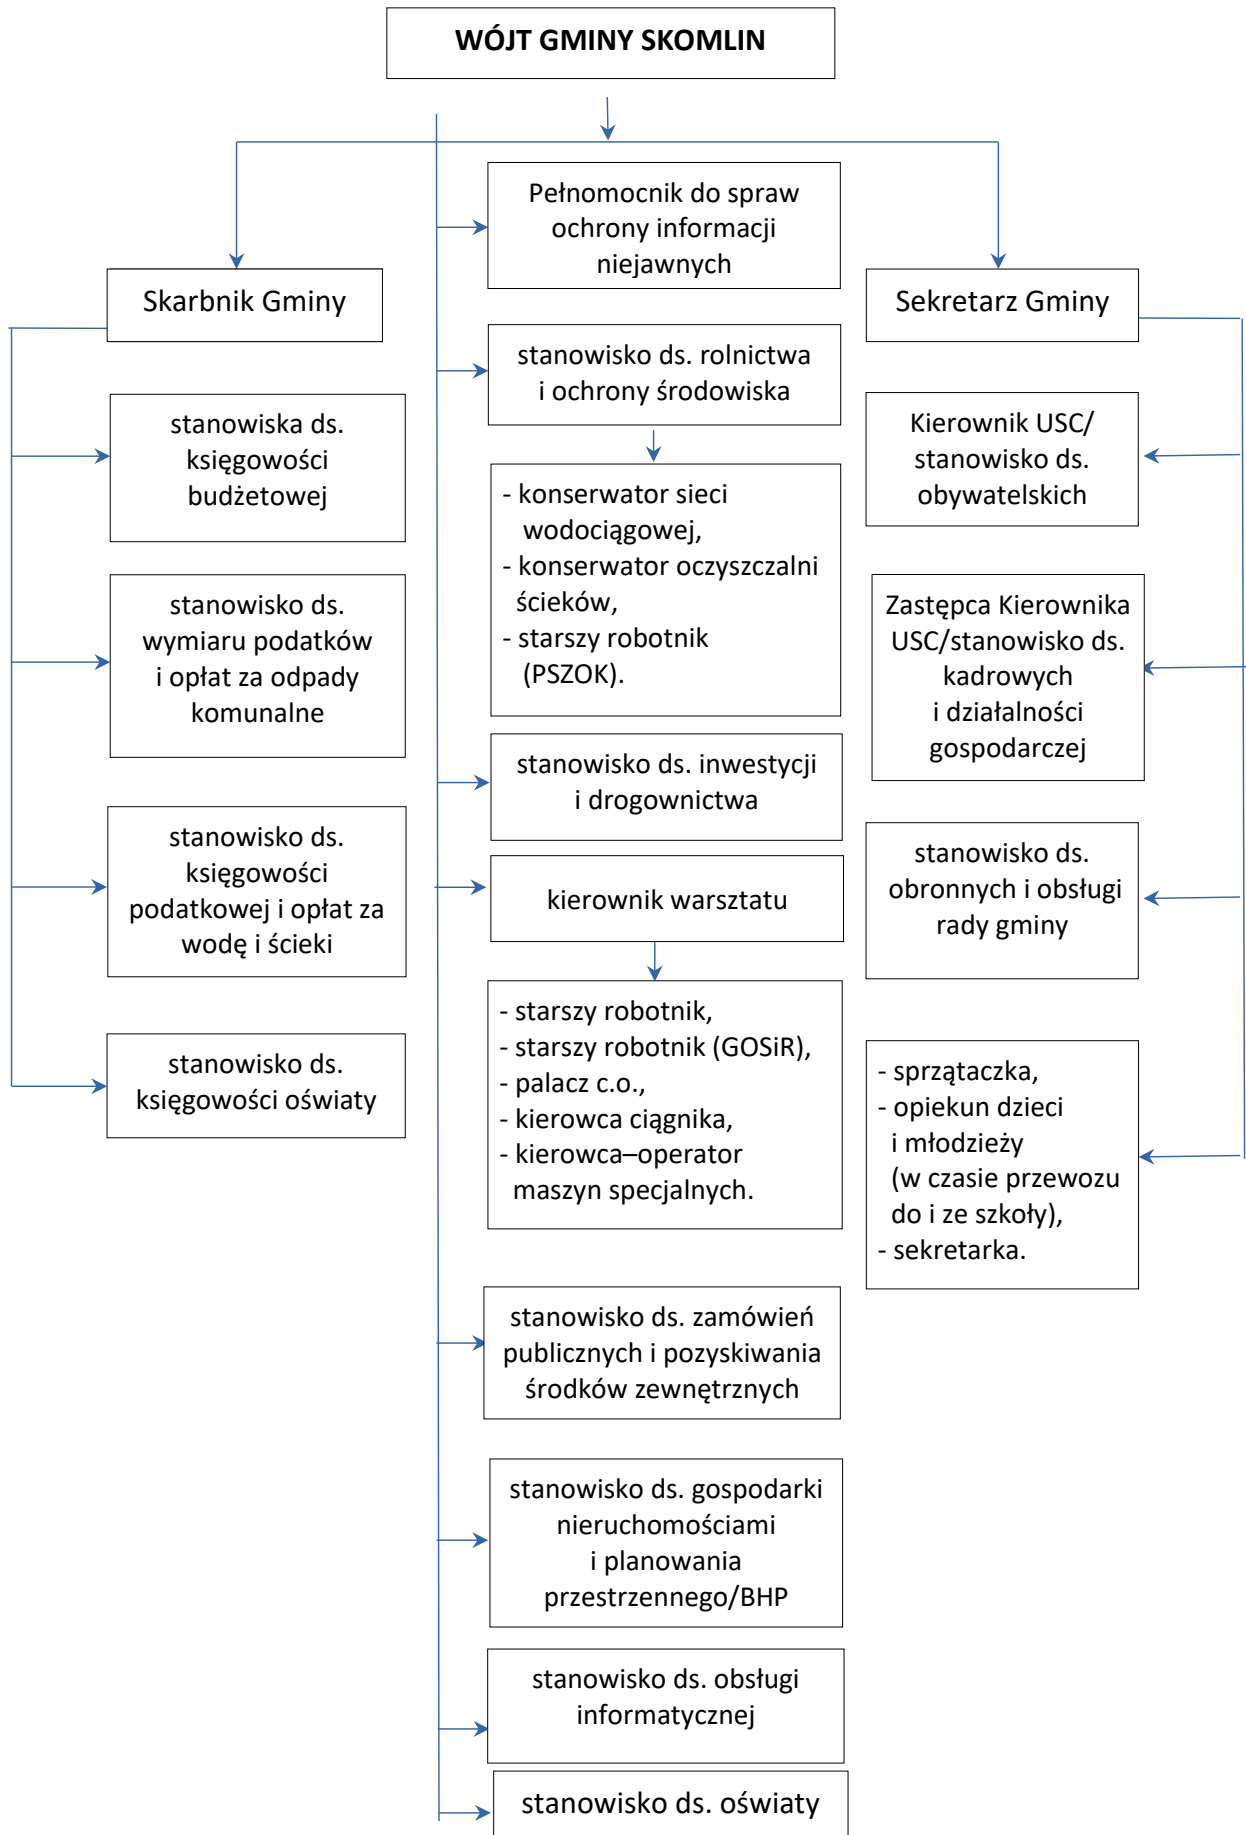 WÓJT GMINY SKOMLIN
Skarbnik Gminy
stanowiska ds.
księgowości
budżetowej
stanowisko ds.
wymiaru podatków
i opłat za odpady
komunalne
stanowisko ds.
księgowości
podatkowej i opłat za
wodę i ścieki
stanowisko ds.
księgowości oświaty
Pełnomocnik do spraw
ochrony informacji
niejawnych
stanowisko ds. rolnictwa
i ochrony środowiska
- konserwator sieci
wodociągowej,
- konserwator oczyszczalni
ścieków,
- starszy robotnik
(PSZOK).
stanowisko ds. inwestycji
i drogownictwa
kierownik warsztatu
- starszy robotnik,
- starszy robotnik (GOSiR),
- palacz c.o.,
- kierowca ciągnika,
- kierowca–operator
maszyn specjalnych.
stanowisko ds. zamówień
publicznych i pozyskiwania
środków zewnętrznych
stanowisko ds. gospodarki
nieruchomościami
i planowania
przestrzennego/BHP
stanowisko ds. obsługi
informatycznej
stanowisko ds. oświaty
Sekretarz Gminy
Kierownik USC/
stanowisko ds.
obywatelskich
Zastępca Kierownika
USC/stanowisko ds.
kadrowych
i działalności
gospodarczej
stanowisko ds.
obronnych i obsługi
rady gminy
- sprzątaczka,
- opiekun dzieci
i młodzieży
(w czasie przewozu
do i ze szkoły),
- sekretarka.